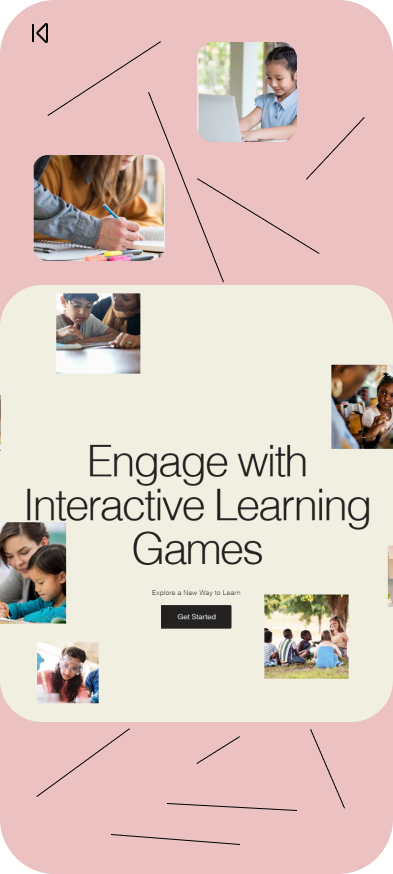 Engage with
Interactive Learning
Games
Explore a New Way to Learn
Get Started